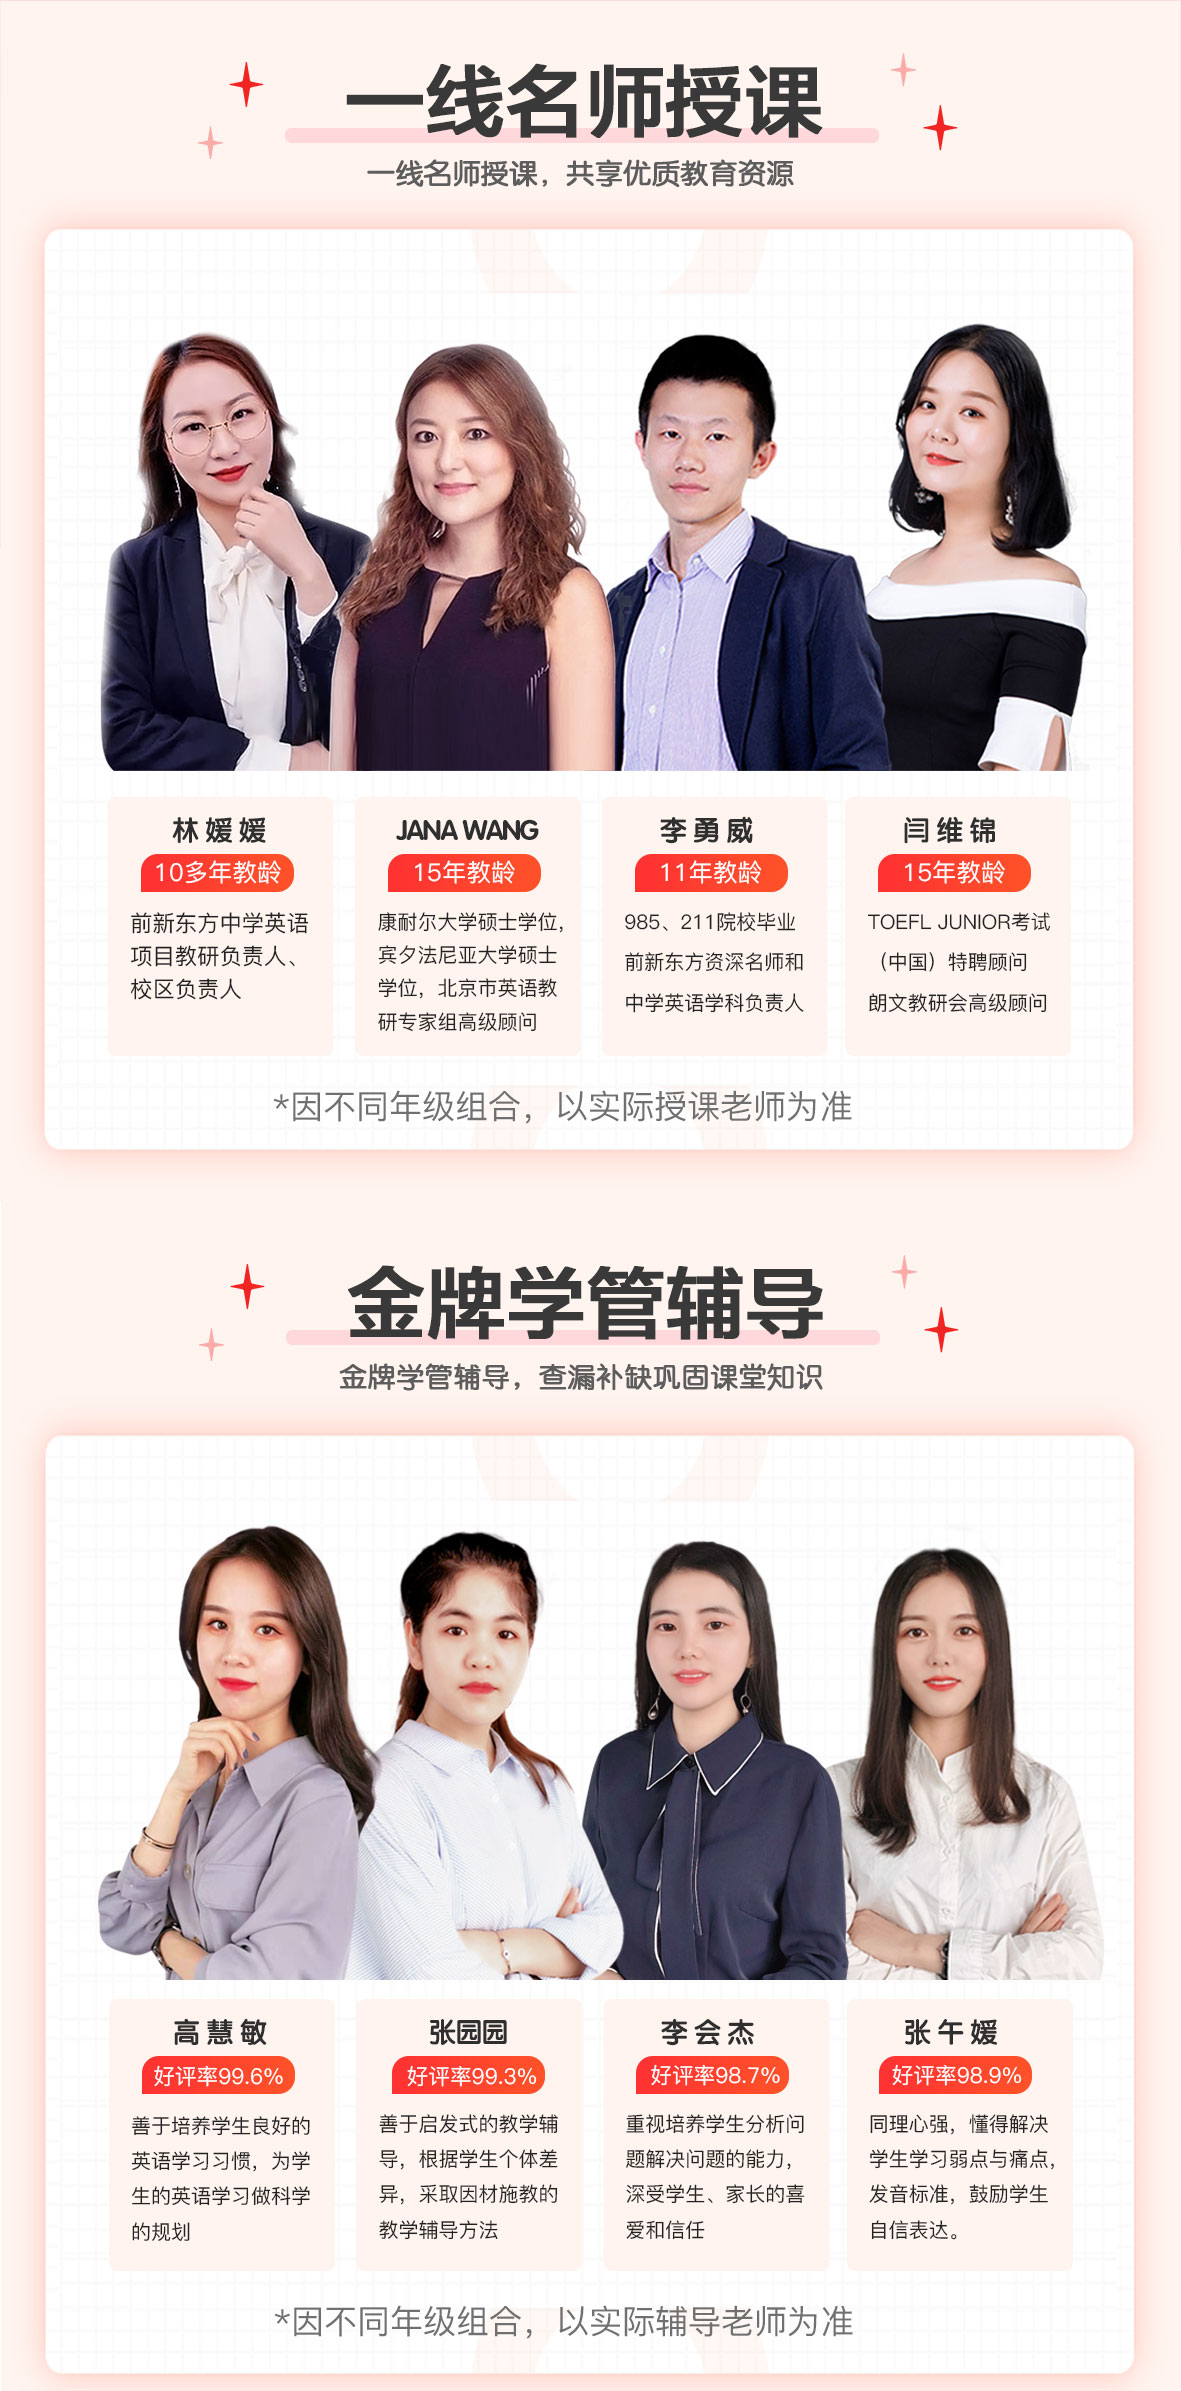 一线名师授课
一线名师授课，共享优质教育资源
林媛媛
10多年教龄
前新东方中学英语
项目教研负责人、
校区负责人
JANA WANG
15年教龄
康耐尔大学硕士学位，
宾夕法尼亚大学硕士
学位，北京市英语教
研专家组高级顾问
李勇威
11年教龄
985、211院校毕业
前新东方资深名师和
中学英语学科负责人
闫维锦
15年教龄
TOEFL JUNIOR考试
（中国）特聘顾问
朗文教研会高级顾问
*因不同年级组合，以实际授课老师为准
金牌学管辅导
金牌学管辅导，查漏补缺巩固课堂知识
高慧敏
好评率99.6%
善于培养学生良好的
英语学习习惯，为学
生的英语学习做科学
的规划
张园园
好评率99.3%
善于启发式的教学辅
导，根据学生个体差
异，采取因材施教的
教学辅导方法
李会杰
好评率98.7%
重视培养学生分析问
题解决问题的能力，
深受学生、家长的喜
爱和信任
张午媛
好评率98.9%
同理心强，懂得解决
学生学习弱点与痛点，
发音标准，鼓励学生
自信表达。
*因不同年级组合，以实际辅导老师为准